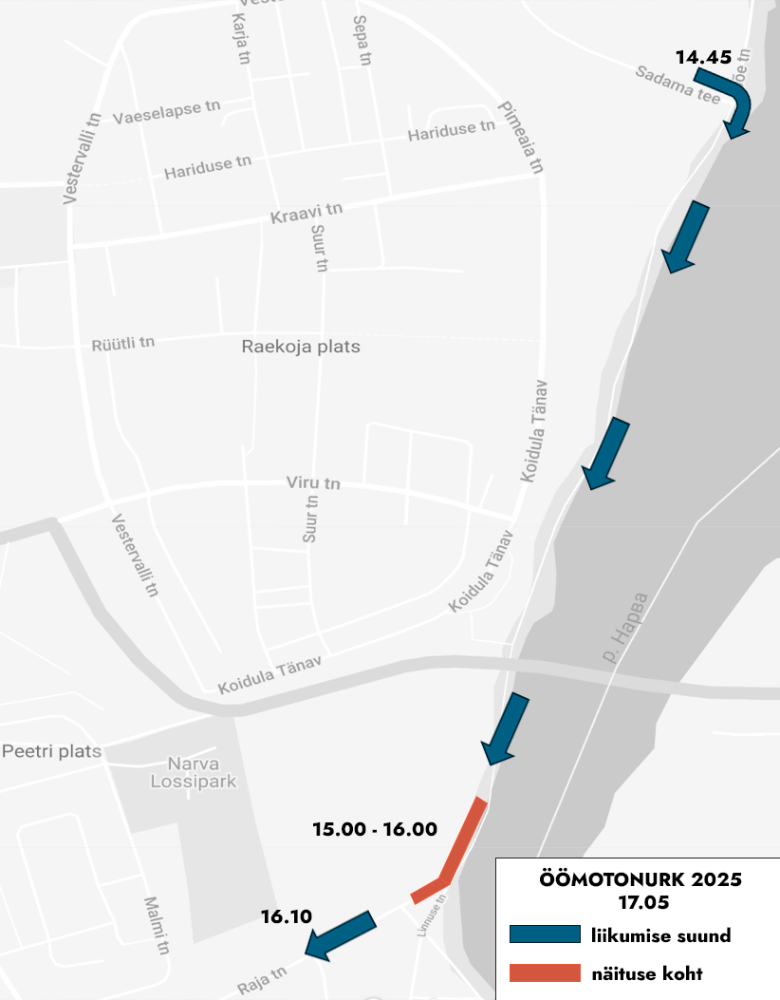 Karja tn
Sepa tn
14.45
Sadama tee
Vaeselapse tn
Hariduse tn
Pimeaia tn
Vestervalli tn
Hariduse tn
Kraavi tn
Suur tn
Rüütli tn
Raekoja plats
Koidula Tänav
Viru tn
Suur tn
Vestervalli tn
Koidula Tänav
р. Нарва
Koidula Tänav
Peetri plats
Narva
Lossipark
15.00 - 16.00
16.10
Malmi tn
Linnuse tn
Raja tn
ÖÖMOTONURK 2025
17.05
liikumise suund
näituse koht